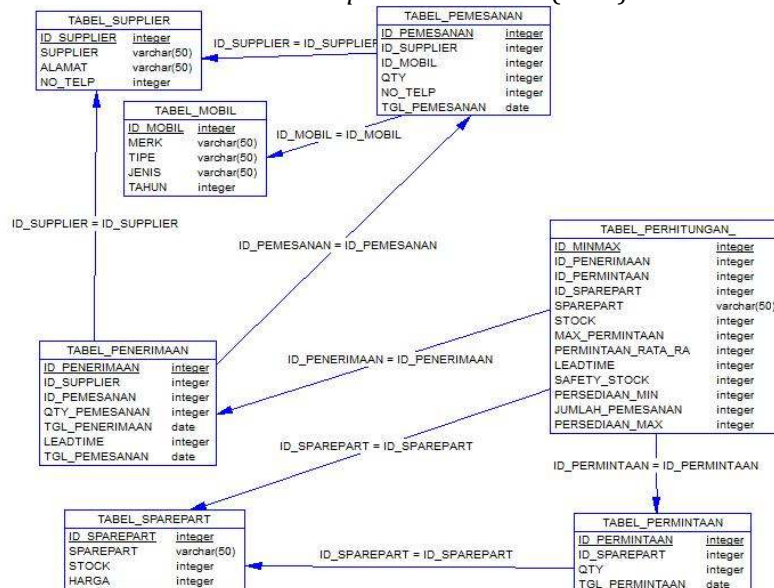 TABEL_SUPPLIER
ID_SUPPLIER integer
SUPPLIER varchar(50)
ALAMAT varchar(50)
NO_TELP integer
ID_SUPPLIER = ID_SUPPLIER
TABEL_PEMESANAN
ID_PEMESANAN integer
ID_SUPPLIER integer
ID_MOBIL integer
QTY integer
NO_TELP integer
TGL_PEMESANAN date
TABEL_MOBIL
ID_MOBIL integer
MERK varchar(50)
TIPE varchar(50)
JENIS varchar(50)
TAHUN integer
ID_MOBIL = ID_MOBIL
ID_SUPPLIER = ID_SUPPLIER
ID_PEMESANAN = ID_PEMESANAN
TABEL_PERHITUNGAN_
ID_MINMAX integer
ID_PENERIMAAN integer
ID_PERMINTAAN integer
ID_SPAREPART integer
SPAREPART varchar(50)
STOCK integer
MAX_PERMINTAAN integer
PERMINTAAN_RATA_RA integer
LEADTIME integer
SAFETY_STOCK integer
PERSEDIAAN_MIN integer
JUMLAH_PEMESANAN integer
PERSEDIAAN_MAX integer
TABEL_PENERIMAAN
ID_PENERIMAAN integer
ID_SUPPLIER integer
ID_PEMESANAN integer
QTY_PEMESANAN integer
TGL_PENERIMAAN date
LEADTIME integer
TGL_PEMESANAN date
ID_PENERIMAAN = ID_PENERIMAAN
ID_SPAREPART = ID_SPAREPART
ID_PERMINTAAN = ID_PERMINTAAN
TABEL_SPAREPART
ID_SPAREPART integer
SPAREPART varchar(50)
STOCK integer
HARGA integer
ID_SPAREPART = ID_SPAREPART
TABEL_PERMINTAAN
ID_PERMINTAAN integer
ID_SPAREPART integer
QTY integer
TGL_PERMINTAAN date